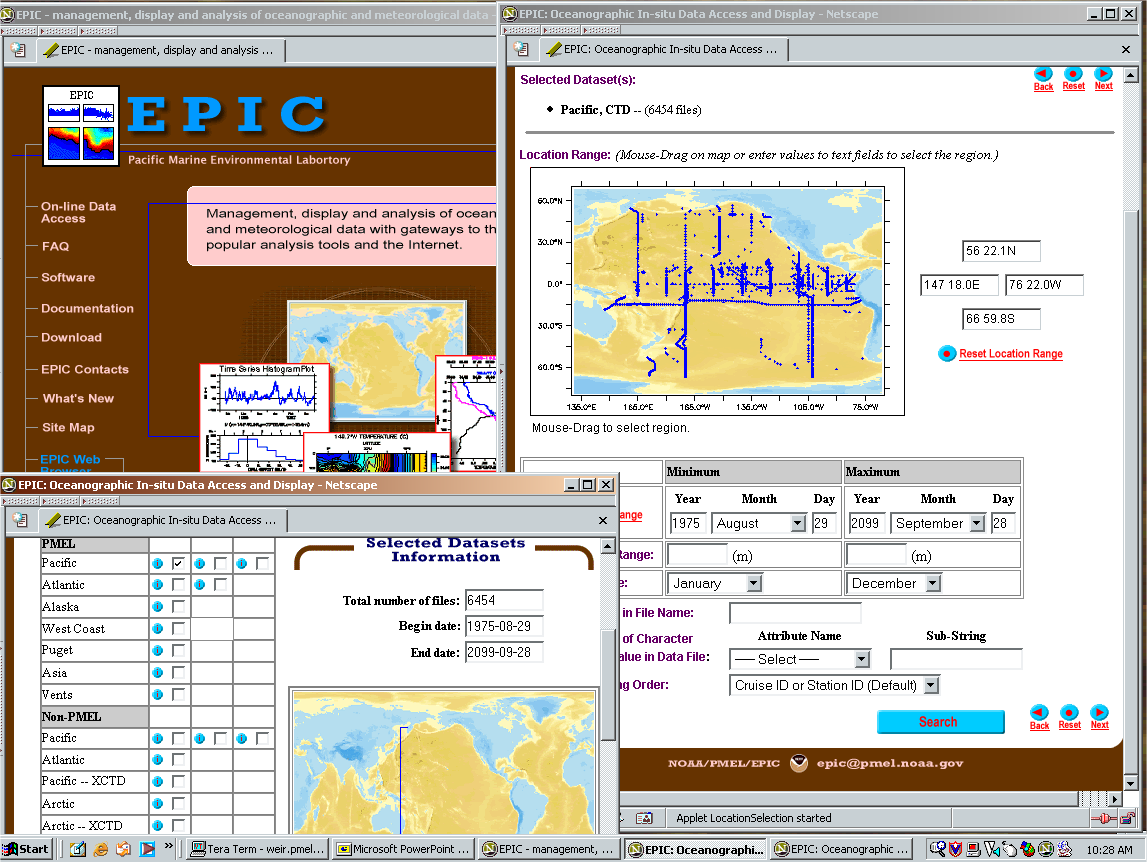 EPIC - management, display and analysis of oceanographic and meteorological data -
EPIC - management, display and analysis ...
EPIC
EPIC
Pacific Marine Environmental Labortory
On-line Data
Access
FAQ
Software
Documentation
Download
EPIC Contacts
What's New
Site Map
EPIC Web
Browser
Management, display and analysis of ocean
and meteorological data with gateways to th
popular analysis tools and the Internet.
Time Series HistogramPlot
149.7°W TEMPERATURE (C)
LATITUDE
EPIC: Oceanographic In-situ Data Access and Display - Netscape
EPIC: Oceanographic In-situ Data Access ...
Selected Dataset(s):
Back
Reset
Next
Pacific, CTD -- (6454 files)
Location Range: (Mouse-Drag on map or enter values to text fields to select the region.)
60.0°N
30.0°N
0.0°
30.0°S
60.0°S
135.0°E 165.0°E 165.0°W 135.0°W 105.0°W 75.0°W
56 22.1N
147 18.0E
76 22.0W
66 59.8S
Reset Location Range
Mouse-Drag to select region.
Minimum Maximum
Year Month Day Year Month Day
ange 1975 August 29 2099 September 28
Range: (m) (m)
e: January December
in File Name:
of Character Attribute Name Sub-String
alue in Data File: --- Select ---
ng Order: Cruise ID or Station ID (Default)
Search
Back
Reset
Next
NOAA/PMEL/EPIC epic@pmel.noaa.gov
Applet LocationSelection started
EPIC: Oceanographic In-situ Data Access and Display - Netscape
EPIC: Oceanographic In-situ Data Access ...
PMEL
Pacific
Atlantic
Alaska
West Coast
Puget
Asia
Vents
Non-PMEL
Pacific
Atlantic
Pacific -- XCTD
Arctic
Arctic -- XCTD
Selected Datasets
Information
Total number of files: 6454
Begin date: 1975-08-29
End date: 2099-09-28
Start
Tera Term - weir.pmel...
Microsoft PowerPoint ...
EPIC - management, ...
EPIC: Oceanographi...
EPIC: Oceanographic ...
10:28 AM